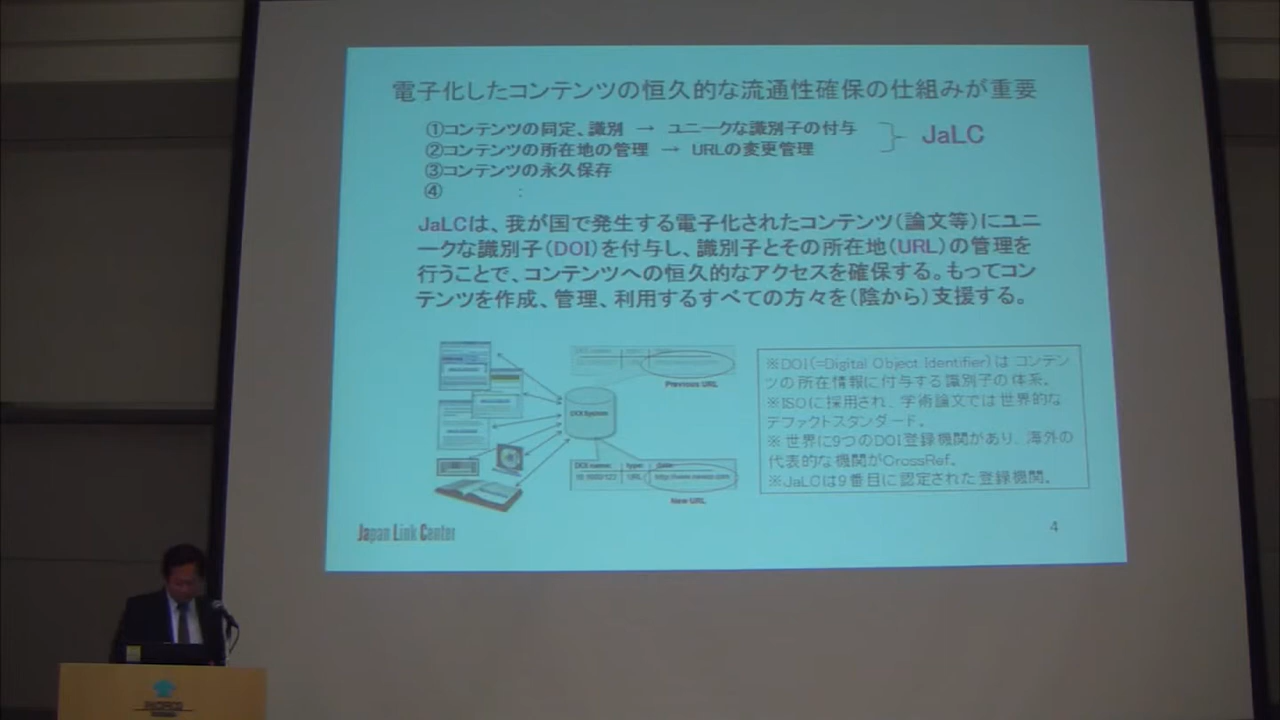 電子化したコンテンツの恒久的な流通性確保の仕組みが重要
①コンテンツの同定、識別 → ユニークな識別子の付与
②コンテンツの所在地の管理 → URLの変更管理
JaLC
③コンテンツの永久保存
④ :
JaLCは、我が国で発生する電子化されたコンテンツ(論文等)にユニ
ークな識別子(DOI)を付与し、識別子とその所在地(URL)の管理を
行うことで、コンテンツへの恒久的なアクセスを確保する。もってコン
テンツを作成、管理、利用するすべての方々を(陰から)支援する。
Previous URL
DOI System
DOI name: type: Data:
URL
New URL
※DOI(=Digital Object Identifier)は コンテン
ツの所在情報に付与する識別子の体系。
※ISOに採用され、学術論文では世界的な
デファクトスタンダード。
※世界に9つのDOI登録機関があり、海外の
代表的な機関がCrossRef。
※JaLCは9番目に認定された登録機関。
Japan Link Center
4